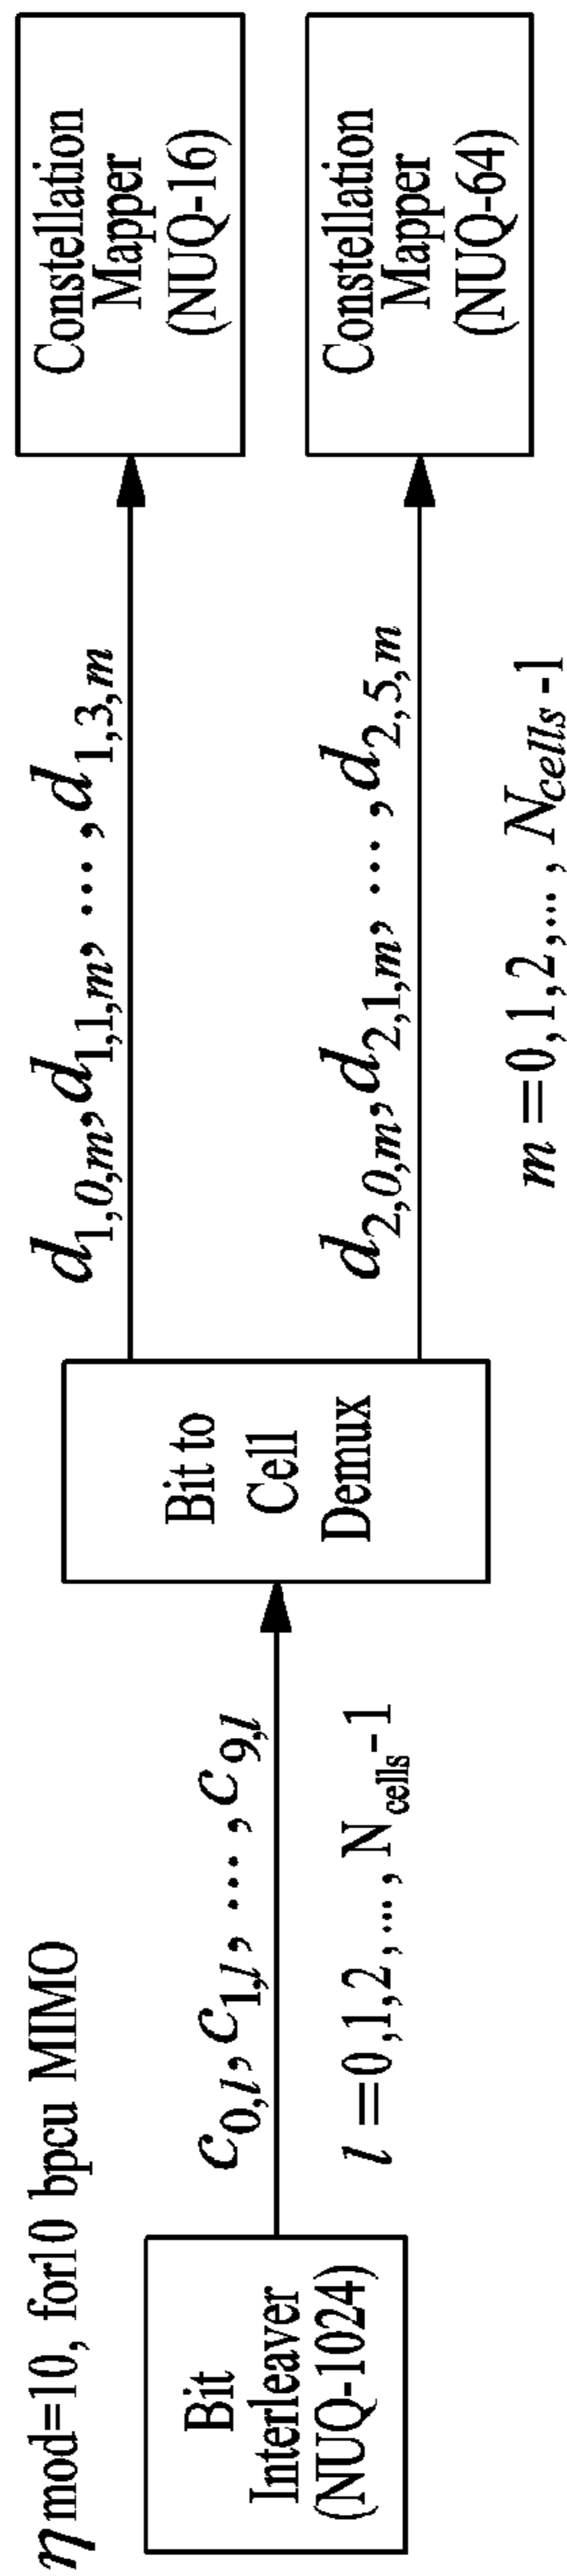 ηmod=10, for10 bpcu MIMO
Bit
Interleaver
(NUQ-1024)
c0,l,c1,l, ... ,c9,l
l =0,1,2,..., Ncells-1
Bit to
Cell
Demux
d1,0,m,d1,1,m, ... ,d1,3,m
d2,0,m,d2,1,m, ... ,d2,5,m
m =0,1,2,..., Ncells-1
Constellation
Mapper
(NUQ-16)
Constellation
Mapper
(NUQ-64)